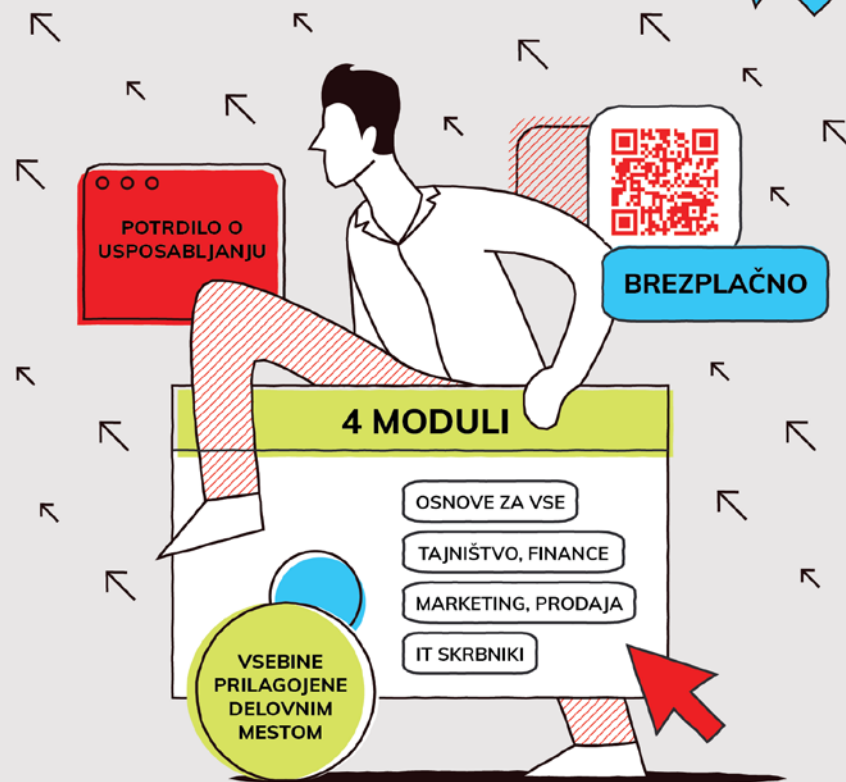 POTRDILO O
USPOSABLJANJU
BREZPLAČNO
4 MODULI
OSNOVE ZA VSE
TAJNIŠTVO, FINANCE
MARKETING, PRODAJA
IT SKRBNIKI
VSEBINE
PRILAGOJENE
DELOVNIM
MESTOM